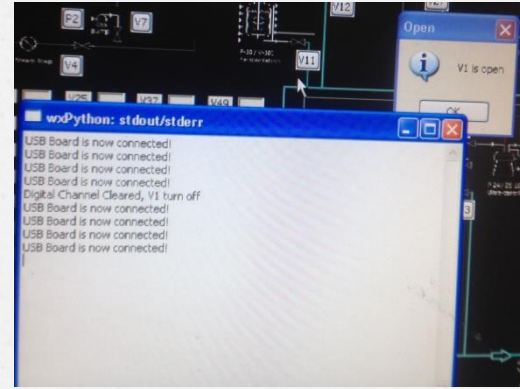 P2
V7
V12
Open
V11
V1 is open
V4
OK
V25
V37
V49
wxPython: stdout/stderr
USB Board is now connected!
USB Board is now connected!
USB Board is now connected!
USB Board is now connected!
Digital Channel Cleared, V1 turn off
USB Board is now connected!
USB Board is now connected!
USB Board is now connected!
USB Board is now connected!